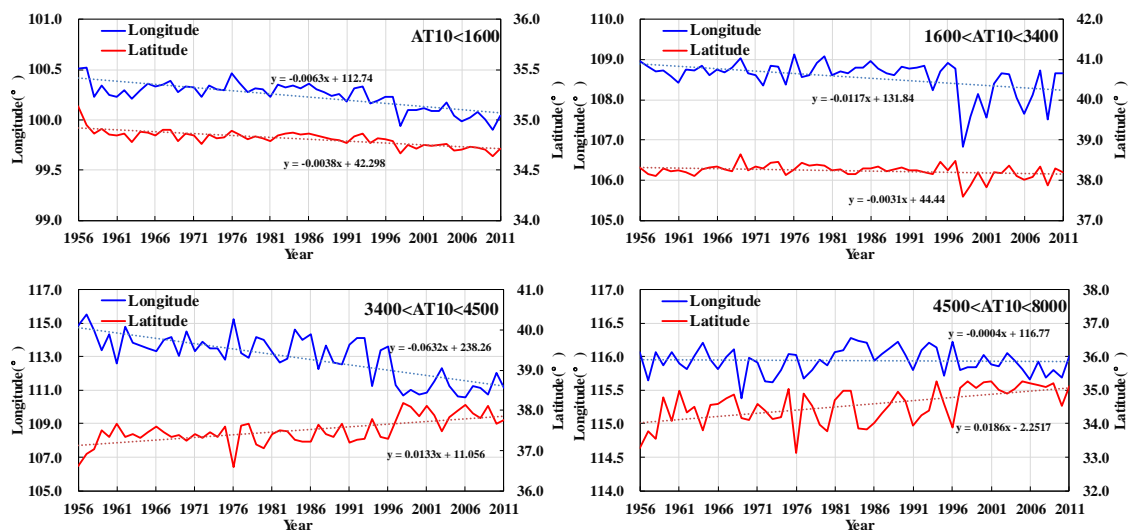 101.0 36.0
Longitude
Latitude
AT10<1600
100.5 35.5
y = -0.0063x + 112.74
Longitude(°)
100.0 35.0
Latitude(°)
y = -0.0038x + 42.298
99.5 34.5
99.0 34.0
1956 1961 1966 1971 1976 1981 1986 1991 1996 2001 2006 2011
Year
110.0 42.0
Longitude
Latitude
1600<AT10<3400
109.0 41.0
y = -0.0117x + 131.84
Longitude(°)
108.0 40.0
Latitude(°)
107.0 39.0
106.0 38.0
y = -0.0031x + 44.44
105.0 37.0
1956 1961 1966 1971 1976 1981 1986 1991 1996 2001 2006 2011
Year
117.0 41.0
Longitude
Latitude
3400<AT10<4500
115.0 40.0
y = -0.0632x + 238.26
113.0 39.0
Longitude(°)
Latitude(°)
111.0
109.0 38.0
107.0 37.0
y = 0.0133x + 11.056
105.0 36.0
1956 1961 1966 1971 1976 1981 1986 1991 1996 2001 2006 2011
Year
117.0 38.0
Longitude
Latitude
4500<AT10<8000
116.5 37.0
y = -0.0004x + 116.77
116.0 36.0
Longitude(°)
Latitude(°)
115.5 35.0
115.0 34.0
y = 0.0186x - 2.2517
114.5 33.0
114.0 32.0
1956 1961 1966 1971 1976 1981 1986 1991 1996 2001 2006 2011
Year